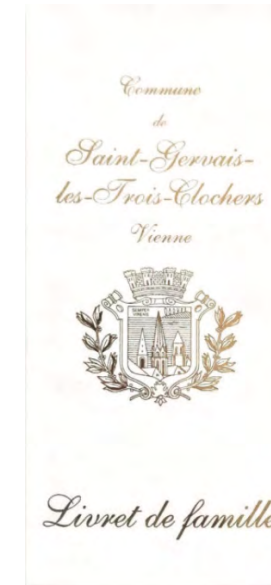 Commune
de
Saint-Gervais-
les-Trois-Clochers
Vienne
Livret de famille